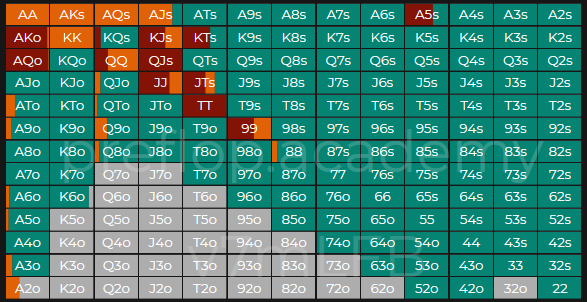 AA AKs AQs AJs ATs A9s A8s A7s A6s A5s A4s A3s A2s
AKo KK KQs KJs KTs K9s K8s K7s K6s K5s K4s K3s K2s
AQo KQo QQ QJs QTs Q9s Q8s Q7s Q6s Q5s Q4s Q3s Q2s
AJo KJo QJo JJ JTs J9s J8s J7s J6s J5s J4s J3s J2s
ATo KTo QTo JTo TT T9s T8s T7s T6s T5s T4s T3s T2s
A9o K9o Q9o J9o T9o 99 98s 97s 96s 95s 94s 93s 92s
A8o K8o Q8o J8o T8o 98o 88 87s 86s 85s 84s 83s 82s
preflop.academy
A7o K7o Q7o J7o T7o 97o 87o 77 76s 75s 74s 73s 72s
A6o K6o Q6o J6o T6o 96o 86o 76o 66 65s 64s 63s 62s
A5o K5o Q5o J5o T5o 95o 85o 75o 65o 55 54s 53s 52s
A4o K4o Q4o J4o T4o 94o 84o 74o 64o 54o 44 43s 42s
A3o K3o Q3o J3o T3o 93o 83o 73o 63o 53o 43o 33 32s
A2o K2o Q2o J2o T2o 92o 82o 72o 62o 52o 42o 32o 22